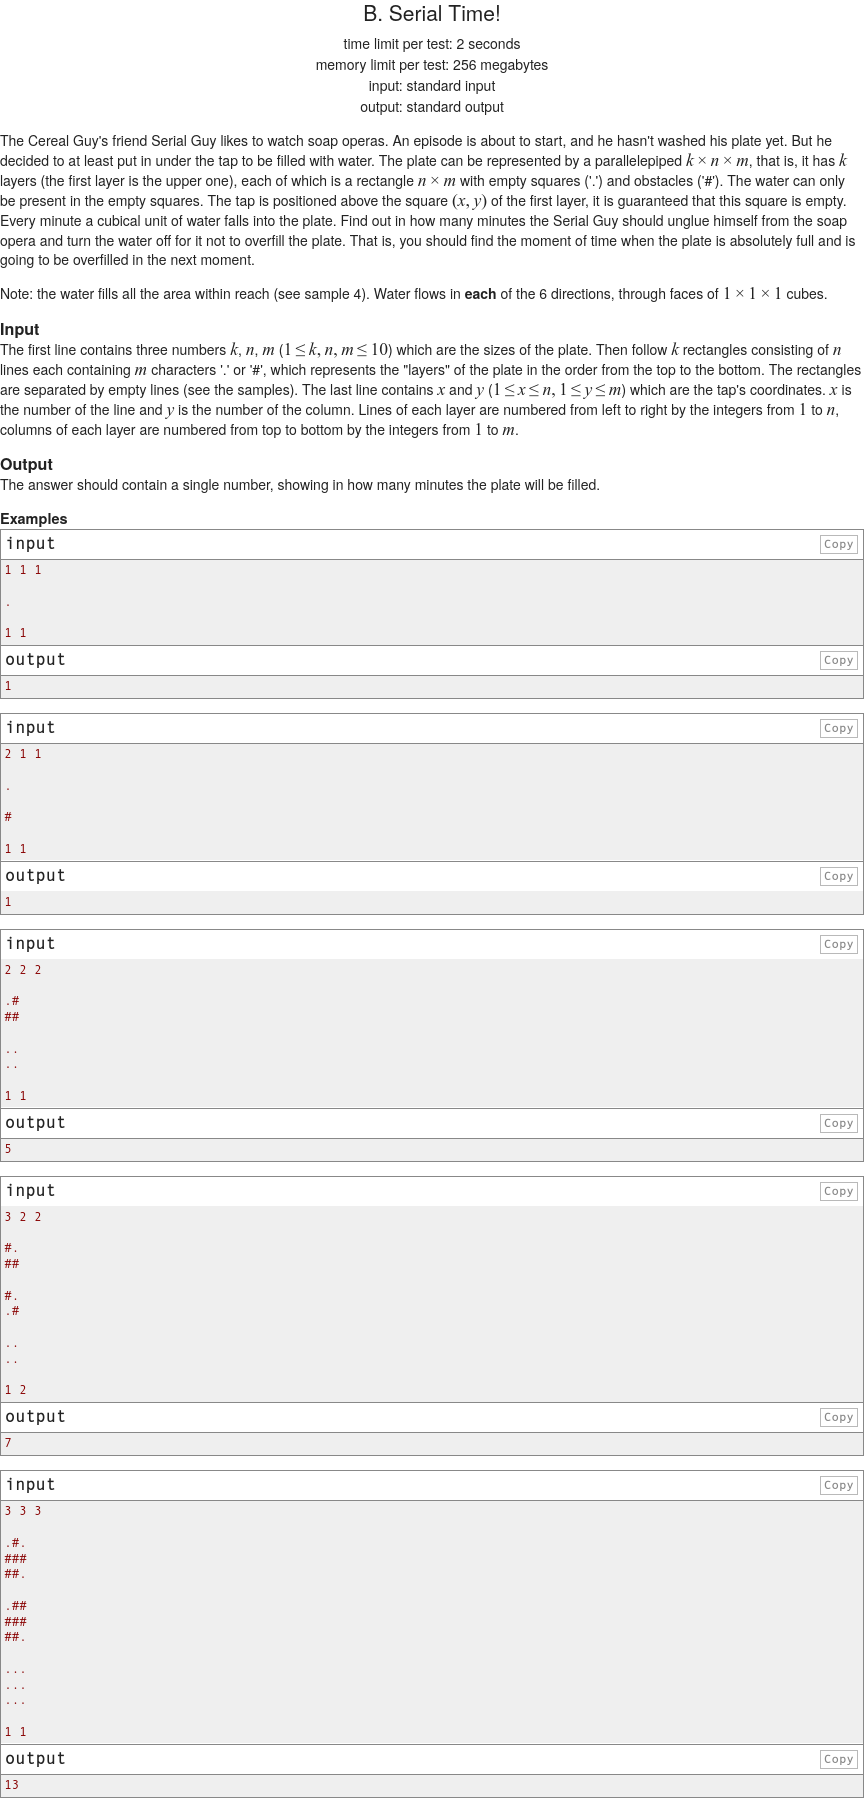 B. Serial Time!
time limit per test: 2 seconds
memory limit per test: 256 megabytes
input: standard input
output: standard output
The Cereal Guy's friend Serial Guy likes to watch soap operas. An episode is about to start, and he hasn't washed his plate yet. But he
decided to at least put in under the tap to be filled with water. The plate can be represented by a parallelepiped k × n × m, that is, it has k
layers (the first layer is the upper one), each of which is a rectangle n × m with empty squares ('.') and obstacles ('#'). The water can only
be present in the empty squares. The tap is positioned above the square (x, y) of the first layer, it is guaranteed that this square is empty.
Every minute a cubical unit of water falls into the plate. Find out in how many minutes the Serial Guy should unglue himself from the soap
opera and turn the water off for it not to overfill the plate. That is, you should find the moment of time when the plate is absolutely full and is
going to be overfilled in the next moment.
Note: the water fills all the area within reach (see sample 4). Water flows in each of the 6 directions, through faces of 1 × 1 × 1 cubes.
Input
The first line contains three numbers k, n, m (1 ≤ k, n, m ≤ 10) which are the sizes of the plate. Then follow k rectangles consisting of n
lines each containing m characters '.' or '#', which represents the "layers" of the plate in the order from the top to the bottom. The rectangles
are separated by empty lines (see the samples). The last line contains x and y (1 ≤ x ≤ n, 1 ≤ y ≤ m) which are the tap's coordinates. x is
the number of the line and y is the number of the column. Lines of each layer are numbered from left to right by the integers from 1 to n,
columns of each layer are numbered from top to bottom by the integers from 1 to m.
Output
The answer should contain a single number, showing in how many minutes the plate will be filled.
Examples
input Copy
1 1 1
.
1 1
output Copy
1
input Copy
2 1 1
.
#
1 1
output Copy
1
input Copy
2 2 2
.#
##
..
..
1 1
output Copy
5
input Copy
3 2 2
#.
##
#.
.#
..
..
1 2
output Copy
7
input Copy
3 3 3
.#.
###
##.
.##
###
##.
...
...
...
1 1
output Copy
13